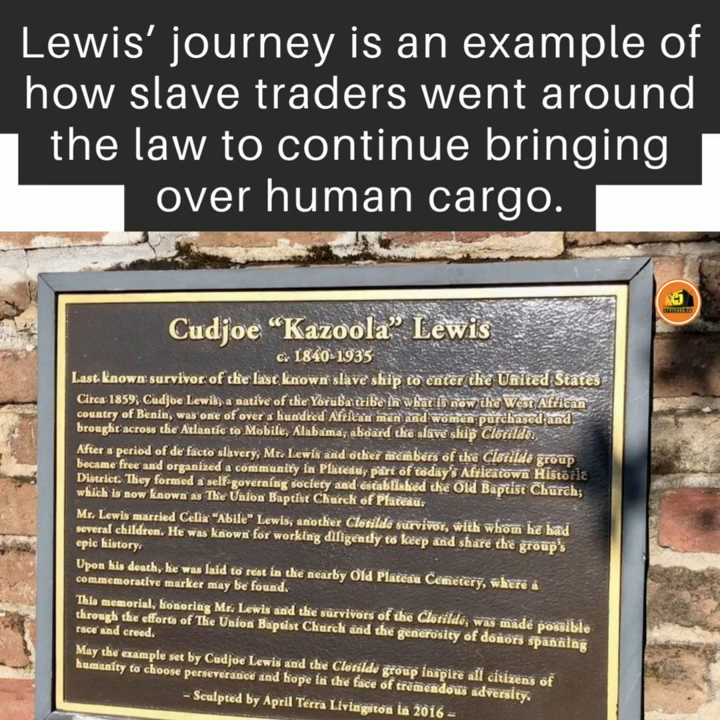 Lewis’ journey is an example of
how slave traders went around
the law to continue bringing
over human cargo.
Cudjoe “Kazoola” Lewis
c. 1840-1935
Last known survivor of the last known slave ship to enter the United States
Circa 1859, Cudjoe Lewis, a native of the Yoruba tribe in what is now the West African
country of Benin, was one of over a hundred African men and women purchased and
brought across the Atlantic to Mobile, Alabama, aboard the slave ship Clotilde.
After a period of de facto slavery, Mr. Lewis and other members of the Clotilde group
became free and organized a community in Plateau, part of today’s Africatown Historic
District. They formed a self-governing society and established the Old Baptist Church;
which is now known as The Union Baptist Church of Plateau.
Mr. Lewis married Celia “Abile” Lewis, another Clotilde survivor, with whom he had
several children. He was known for working diligently to keep and share the group’s
epic history.
Upon his death, he was laid to rest in the nearby Old Plateau Cemetery, where a
commemorative marker may be found.
This memorial, honoring Mr. Lewis and the survivors of the Clotilde, was made possible
through the efforts of The Union Baptist Church and the generosity of donors spanning
race and creed.
May the example set by Cudjoe Lewis and the Clotilde group inspire all citizens of
humanity to choose perseverance and hope in the face of tremendous adversity.
– Sculpted by April Terra Livingston in 2016 –